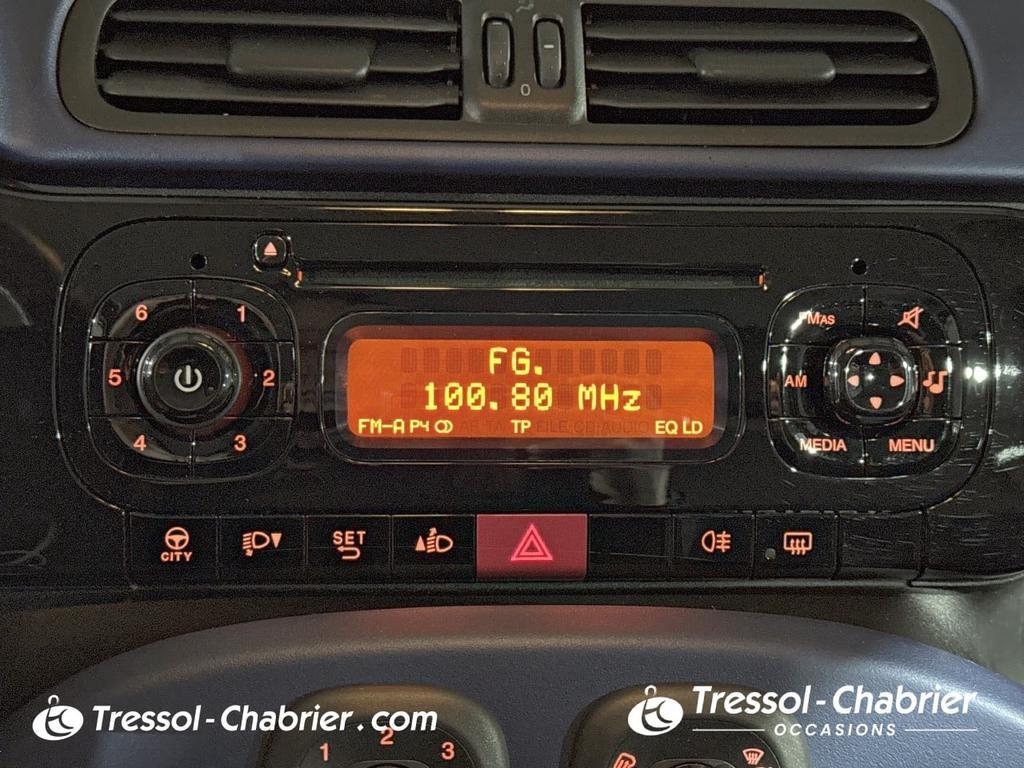 0
6 1
5 2
4 3
FG.
100.80 MHz
FM-A P4 TP EQ LD
FMAS
AM
MEDIA MENU
CITY
SET
Tressol-Chabrier.com
Tressol-Chabrier
OCCASIONS
1 2 3